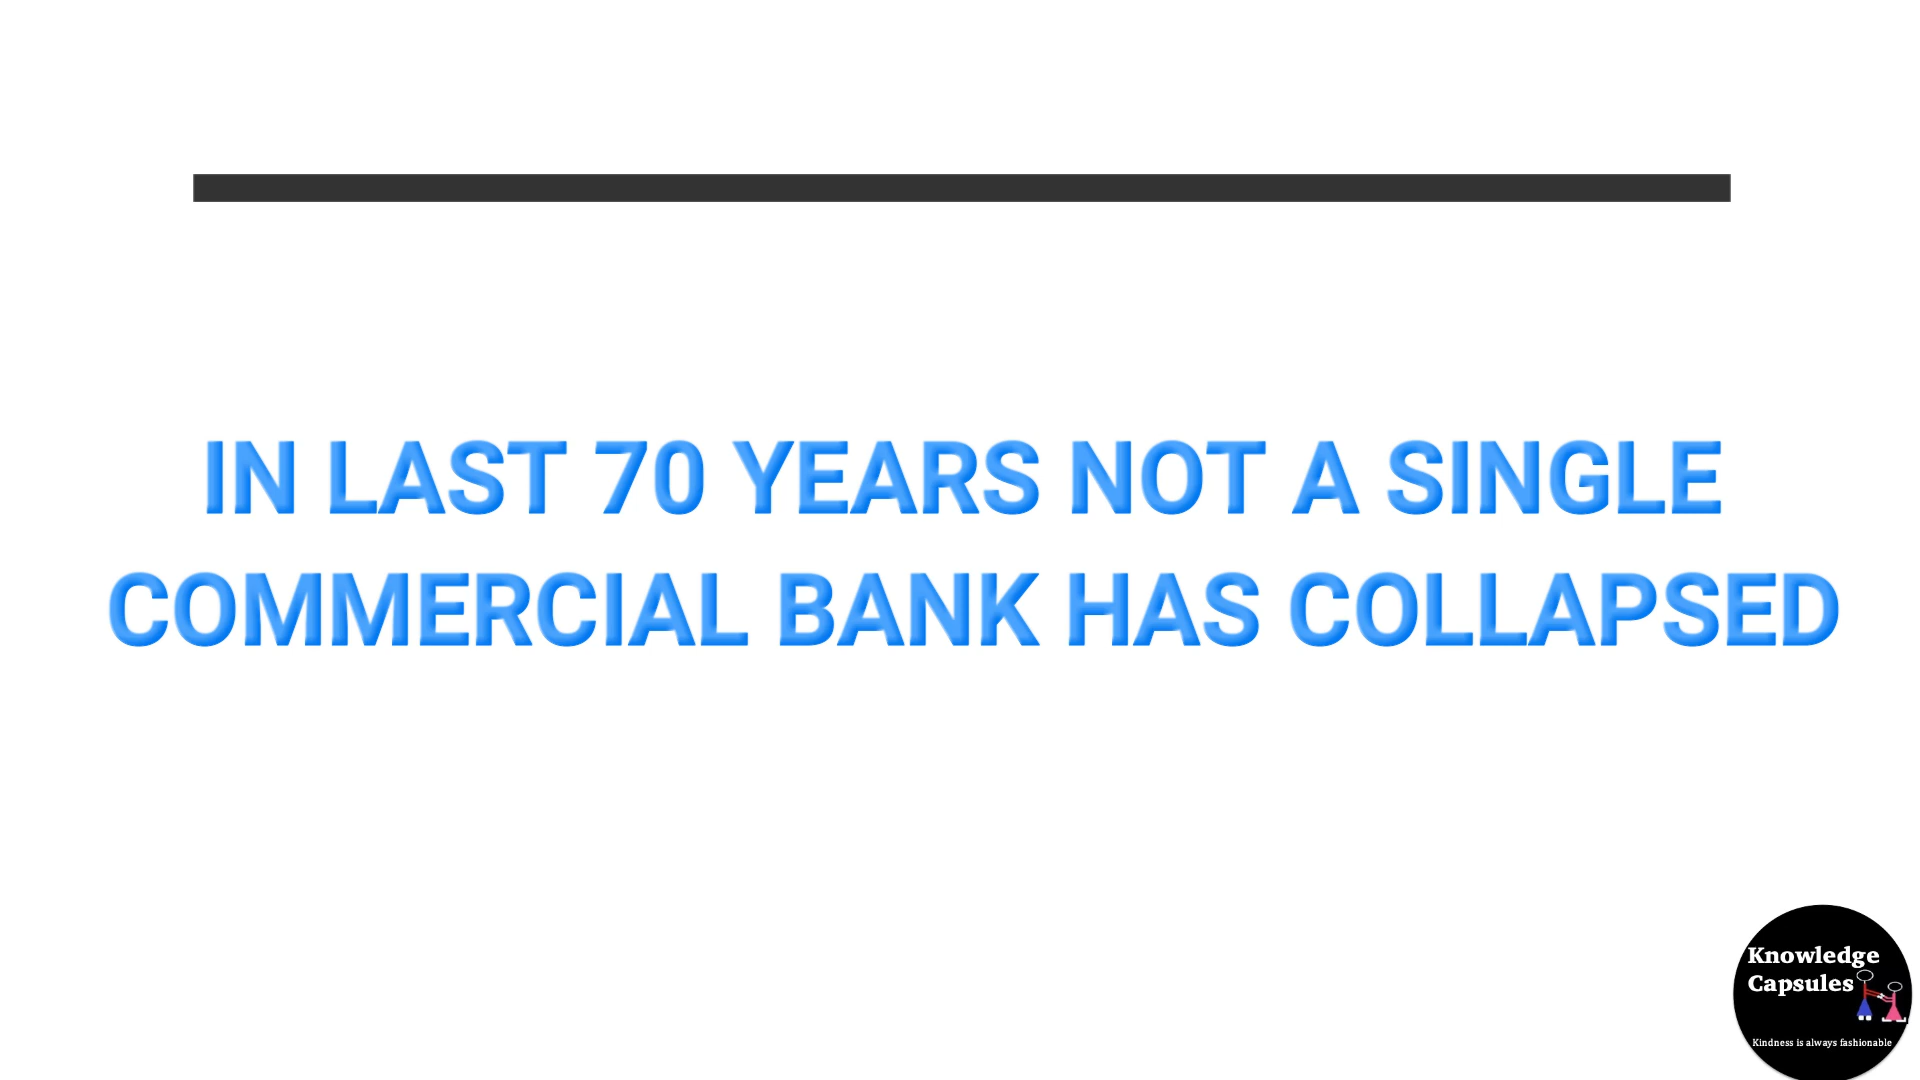 IN LAST 70 YEARS NOT A SINGLE
COMMERCIAL BANK HAS COLLAPSED
Knowledge
Capsules
Kindness is always fashionable